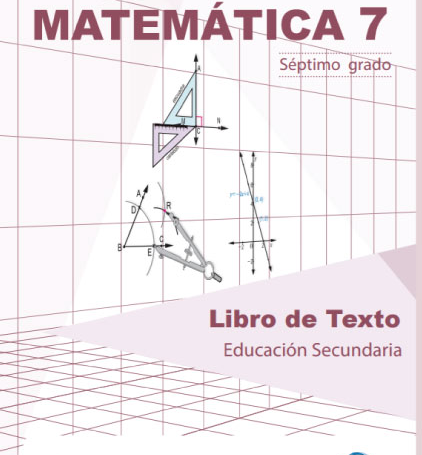 MATEMÁTICA 7
Séptimo grado
A
M
N
C
A
D
R
B
C
E
Libro de Texto
Educación Secundaria